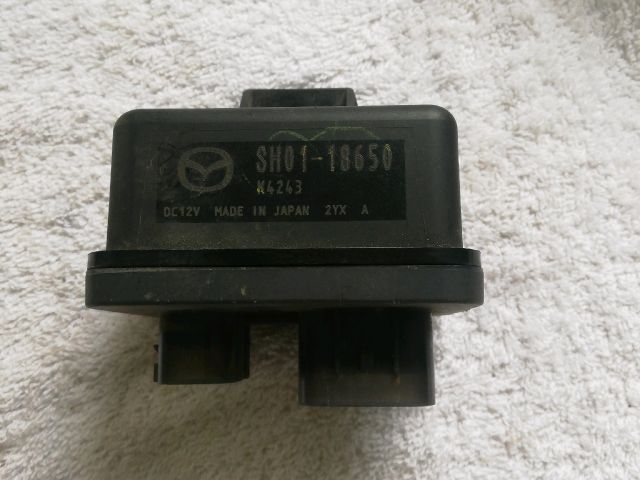 SH01-18650
K4243
DC12V MADE IN JAPAN 2YX A